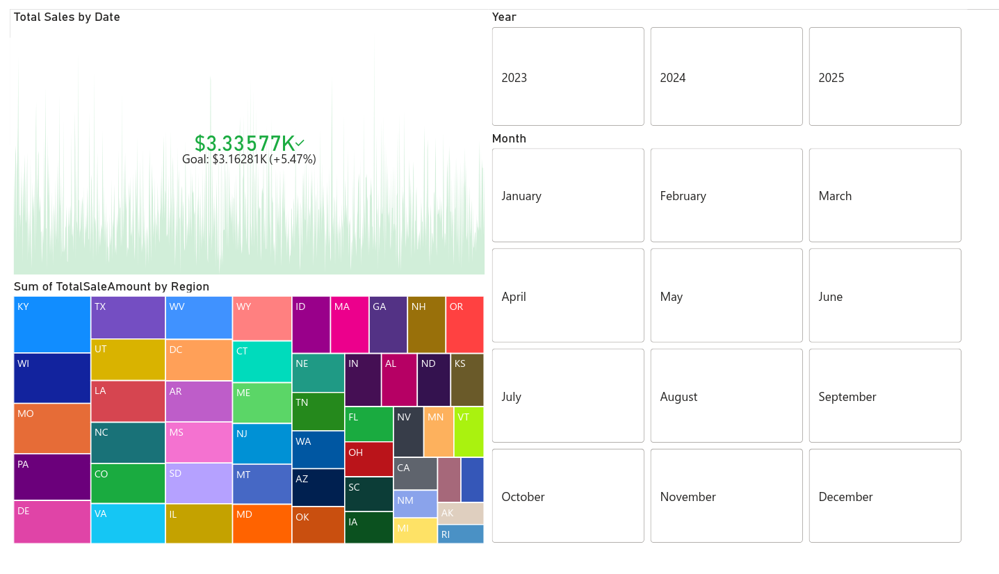 Total Sales by Date
$3.33577K
Goal: $3.16281K (+5.47%)
Sum of TotalSaleAmount by Region
KY
WI
MO
PA
DE
TX
UT
LA
NC
CO
VA
WV
DC
AR
MS
SD
IL
WY
CT
ME
NJ
MT
MD
ID
MA
GA
NH
OR
NE
TN
WA
AZ
OK
IN
AL
ND
KS
FL
OH
SC
IA
NV
MN
VT
CA
NM
MI
AK
RI
Year
2023
2024
2025
Month
January
February
March
April
May
June
July
August
September
October
November
December